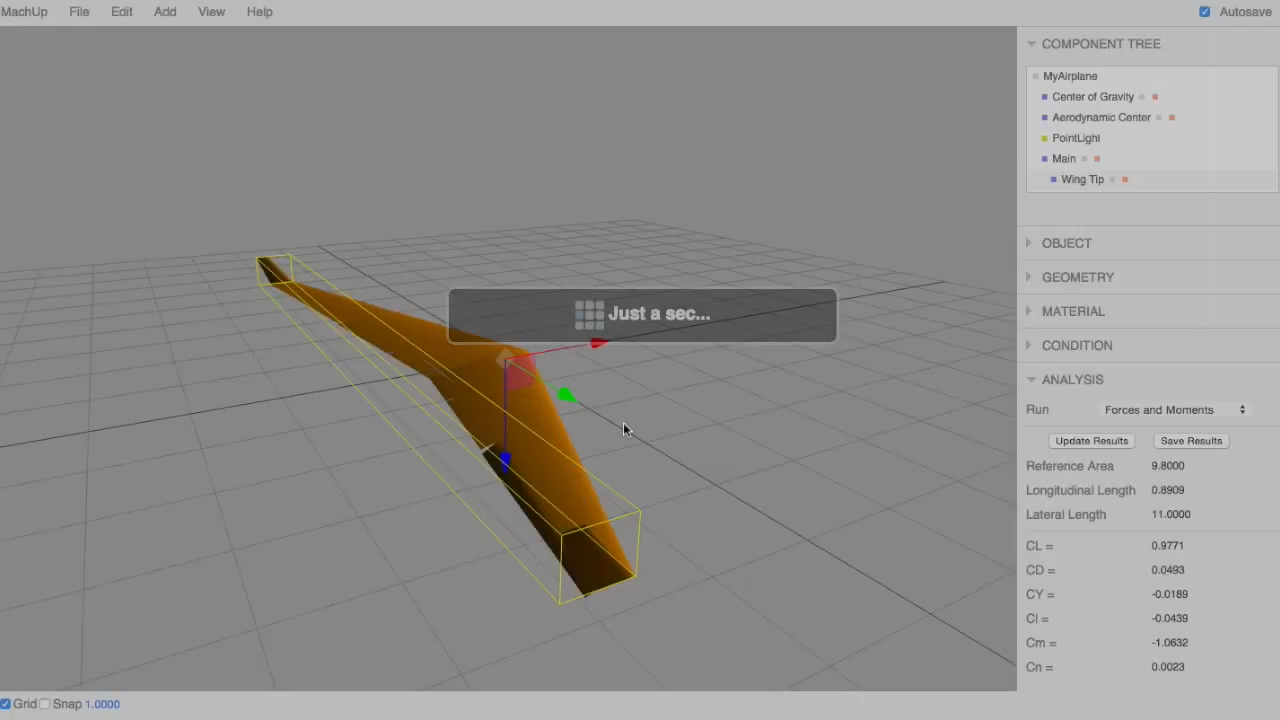 MachUp File Edit Add View Help Autosave
COMPONENT TREE
MyAirplane
Center of Gravity
Aerodynamic Center
PointLight
Main
Wing Tip
OBJECT
GEOMETRY
Just a sec...
MATERIAL
CONDITION
ANALYSIS
Run Forces and Moments
Update Results Save Results
Reference Area 9.8000
Longitudinal Length 0.8909
Lateral Length 11.0000
CL = 0.9771
CD = 0.0493
CY = -0.0189
Cl = -0.0439
Cm = -1.0632
Cn = 0.0023
Grid Snap 1.0000